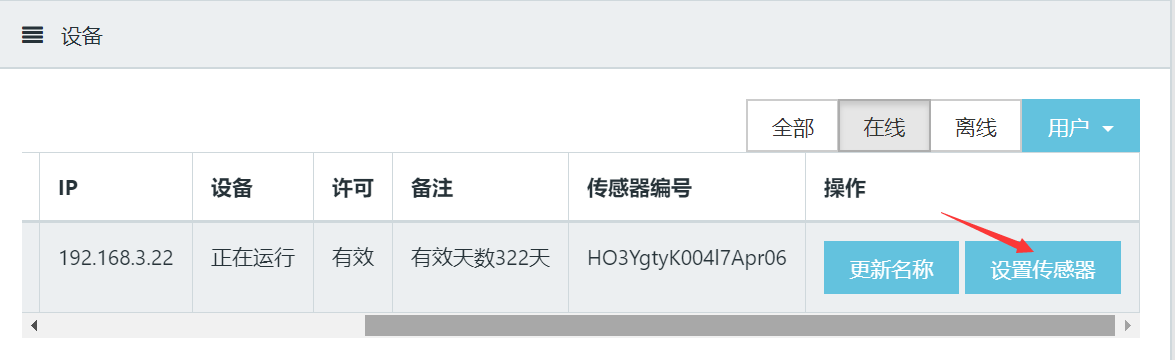 设备
全部 在线 离线 用户
IP 设备 许可 备注 传感器编号 操作
192.168.3.22 正在运行 有效 有效天数322天 HO3YgtyK004l7Apr06 更新名称 设置传感器